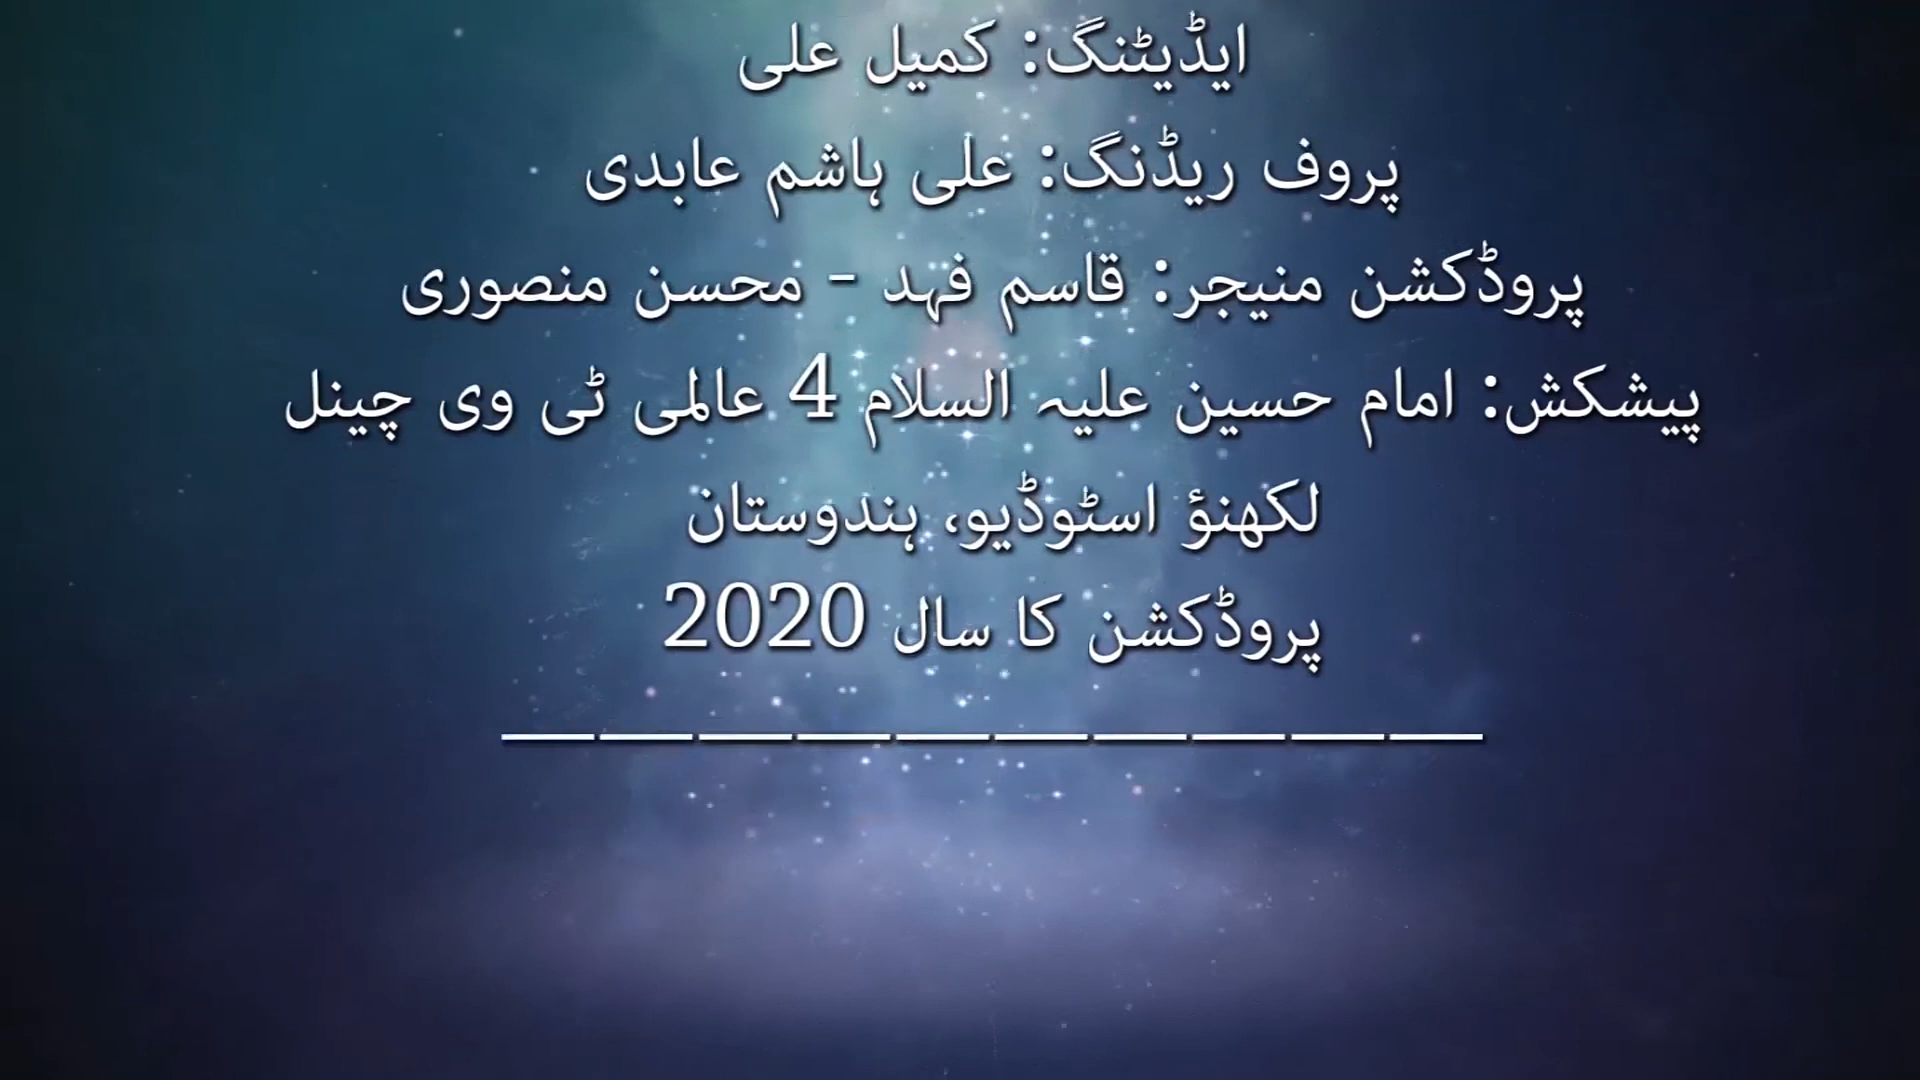 ایڈیٹنگ: کمیل علی
پروف ریڈنگ: علی ہاشم عابدی
پروڈکشن منیجر: قاسم فہد - محسن منصوری
پیشکش: امام حسین علیہ السلام 4 عالمی ٹی وی چینل
لکھنؤ اسٹوڈیو، ہندوستان
پروڈکشن کا سال 2020
__________